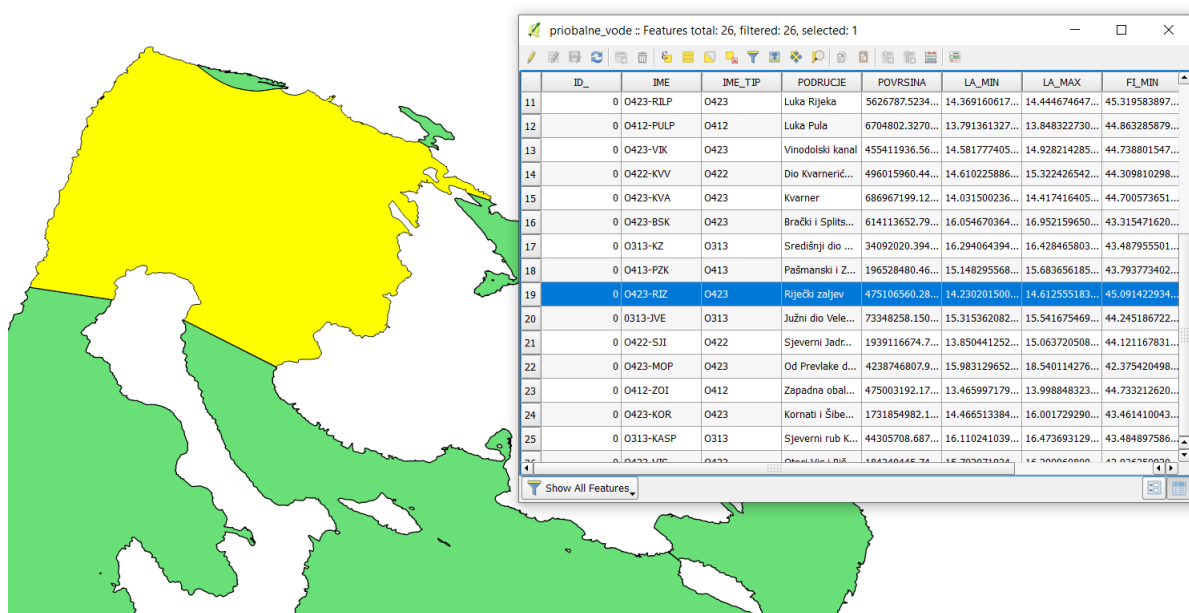 priobalne_vode :: Features total: 26, filtered: 26, selected: 1
ID_ IME IME_TIP PODRUCJE POVRSINA LA_MIN LA_MAX FI_MIN
11 0 O423-RILP O423 Luka Rijeka 5626787.5234... 14.369160617... 14.444674647... 45.319583897...
12 0 O412-PULP O412 Luka Pula 6704802.3270... 13.791361327... 13.848322730... 44.863285879...
13 0 O423-VIK O423 Vinodolski kanal 455411936.56... 14.581777405... 14.928214285... 44.738801547...
14 0 O422-KVV O422 Dio Kvarnerić... 496015960.44... 14.610225886... 15.322426542... 44.309810298...
15 0 O423-KVA O423 Kvarner 686967199.12... 14.031500236... 14.417416405... 44.700573651...
16 0 O423-BSK O423 Brački i Splits... 614113652.79... 16.054670364... 16.952159650... 43.315471620...
17 0 O313-KZ O313 Središnji dio ... 34092020.394... 16.294064394... 16.428465803... 43.487955501...
18 0 O413-PZK O413 Pašmanski i Z... 196528480.46... 15.148295568... 15.683656185... 43.793773402...
19 0 O423-RIZ O423 Riječki zaljev 475106560.28... 14.230201500... 14.612555183... 45.091422934...
20 0 0313-JVE O313 Južni dio Vele... 73348258.150... 15.315362082... 15.541675469... 44.245186722...
21 0 O422-SJI O422 Sjeverni Jadr... 1939116674.7... 13.850441252... 15.063720508... 44.121167831...
22 0 O423-MOP O423 Od Prevlake d... 4238746807.9... 15.983129652... 18.540114276... 42.375420498...
23 0 O412-ZOI O412 Zapadna obal... 475003192.17... 13.465997179... 13.998848323... 44.733212620...
24 0 O423-KOR O423 Kornati i Šibe... 1731854982.1... 14.466513384... 16.001729290... 43.461410043...
25 0 O313-KASP O313 Sjeverni rub K... 44305708.687... 16.110241039... 16.473693129... 43.484897586...
Show All Features